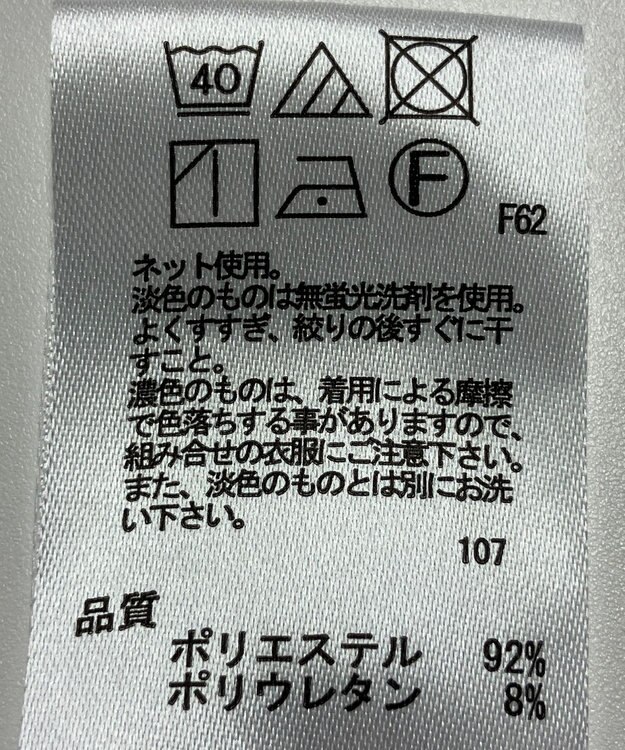 40
F
F62
ネット使用。
淡色のものは無蛍光洗剤を使用。
よくすすぎ、絞りの後すぐに干
すこと。
濃色のものは、着用による摩擦
で色落ちする事がありますので、
組み合せの衣服にご注意下さい。
また、淡色のものとは別にお洗
い下さい。
107
品質
ポリエステル 92%
ポリウレタン 8%